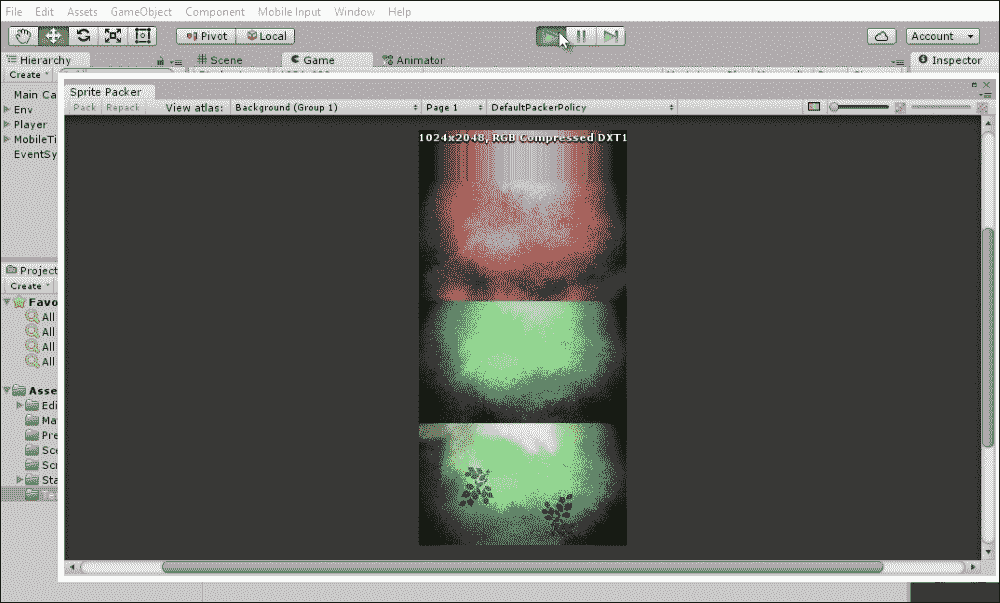 File Edit Assets GameObject Component Mobile Input Window Help
Pivot Local Account
Hierarchy Scene Game Animator Inspector
Create
Sprite Packer
Main Ca
Pack Repack View atlas: Background (Group 1) Page 1 DefaultPackerPolicy
Env
Player
1024x2048, RGB Compressed DXT1
MobileTi
EventSy
Project
Create
Favo
All
All
All
All
Asse
Edi
Ma
Pre
Sce
Scr
Sta